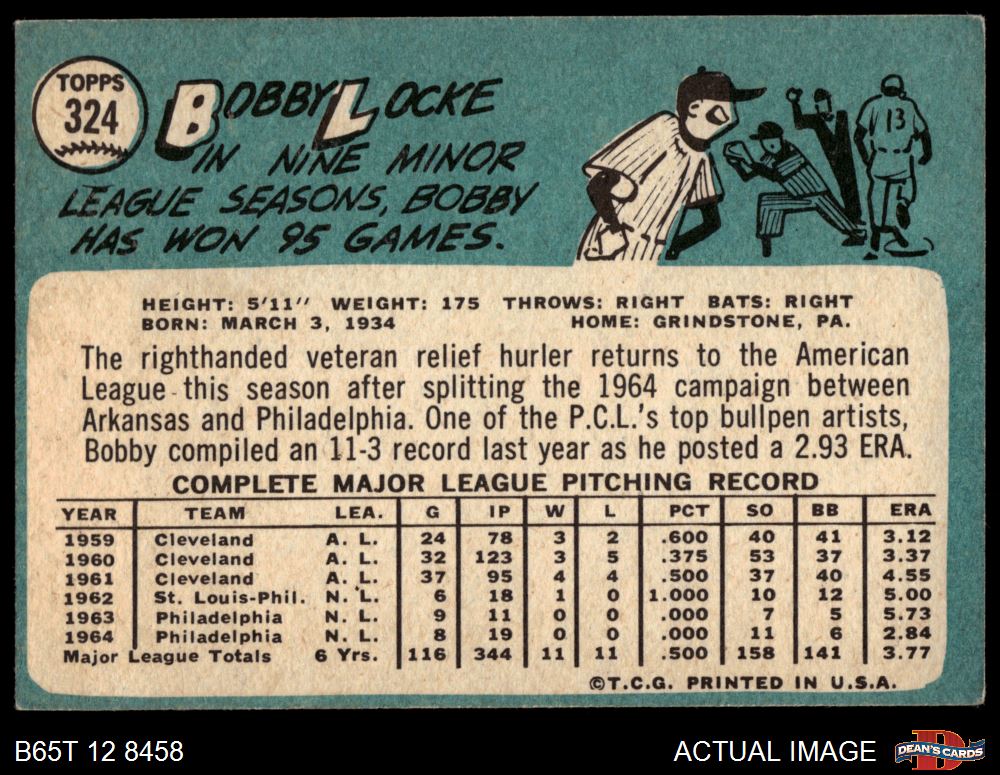 TOPPS
324
BOBBY LOCKE
IN NINE MINOR
LEAGUE SEASONS, BOBBY
HAS WON 95 GAMES.
13
HEIGHT: 5'11" WEIGHT: 175 THROWS: RIGHT BATS: RIGHT
BORN: MARCH 3, 1934 HOME: GRINDSTONE, PA.
The righthanded veteran relief hurler returns to the American
League this season after splitting the 1964 campaign between
Arkansas and Philadelphia. One of the P.C.L.'s top bullpen artists,
Bobby compiled an 11-3 record last year as he posted a 2.93 ERA.
COMPLETE MAJOR LEAGUE PITCHING RECORD
YEAR TEAM LEA. G IP W L PCT SO BB ERA
1959 Cleveland A. L. 24 78 3 2 .600 40 41 3.12
1960 Cleveland A. L. 32 123 3 5 .375 53 37 3.37
1961 Cleveland A. L. 37 95 4 4 .500 37 40 4.55
1962 St. Louis-Phil. N. L. 6 18 1 0 1.000 10 12 5.00
1963 Philadelphia N. L. 9 11 0 0 .000 7 5 5.73
1964 Philadelphia N. L. 8 19 0 0 .000 11 6 2.84
Major League Totals 6 Yrs. 116 344 11 11 .500 158 141 3.77
©T.C.G. PRINTED IN U.S.A.
B65T 12 8458 ACTUAL IMAGE DEAN'S CARDS